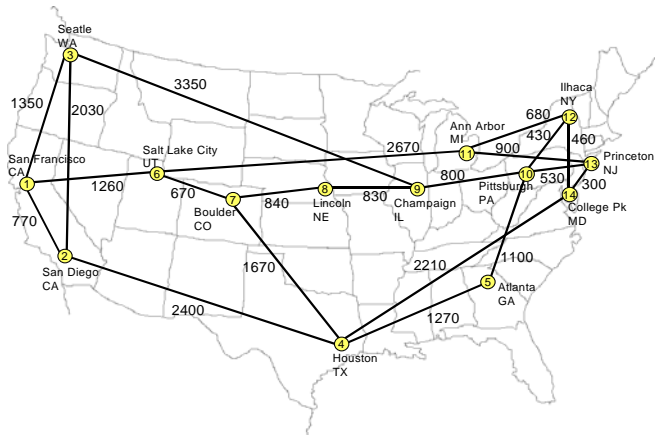 Seatle
WA
3
3350
1350
2030
Ilhaca
NY
12
680
430
460
Ann Arbor
MI
11
900
2670
Salt Lake City
UT
6
San Francisco
CA
1
1260
670
Princeton
NJ
13
800
10
530
300
Pittsburgh
PA
14
College Pk
MD
7
840
8
830
9
Boulder
CO
Lincoln
NE
Champaign
IL
770
2
San Diego
CA
1670
2210
1100
5
Atlanta
GA
2400
1270
4
Houston
TX